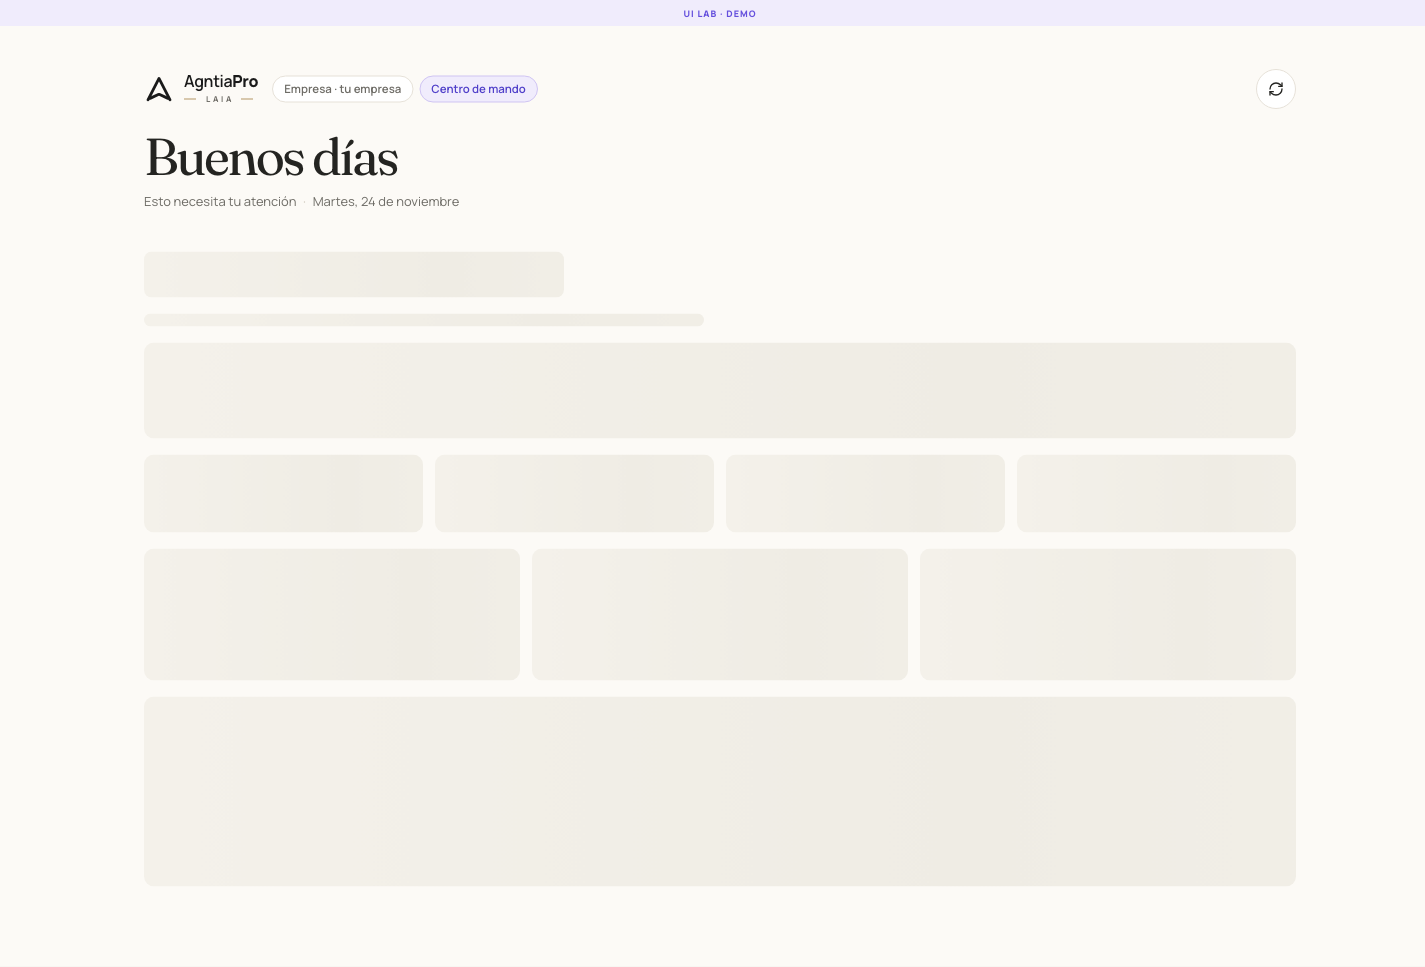 UI LAB · DEMO
AgntiaPro
LAIA
Empresa · tu empresa
Centro de mando
Buenos días
Esto necesita tu atención · Martes, 24 de noviembre